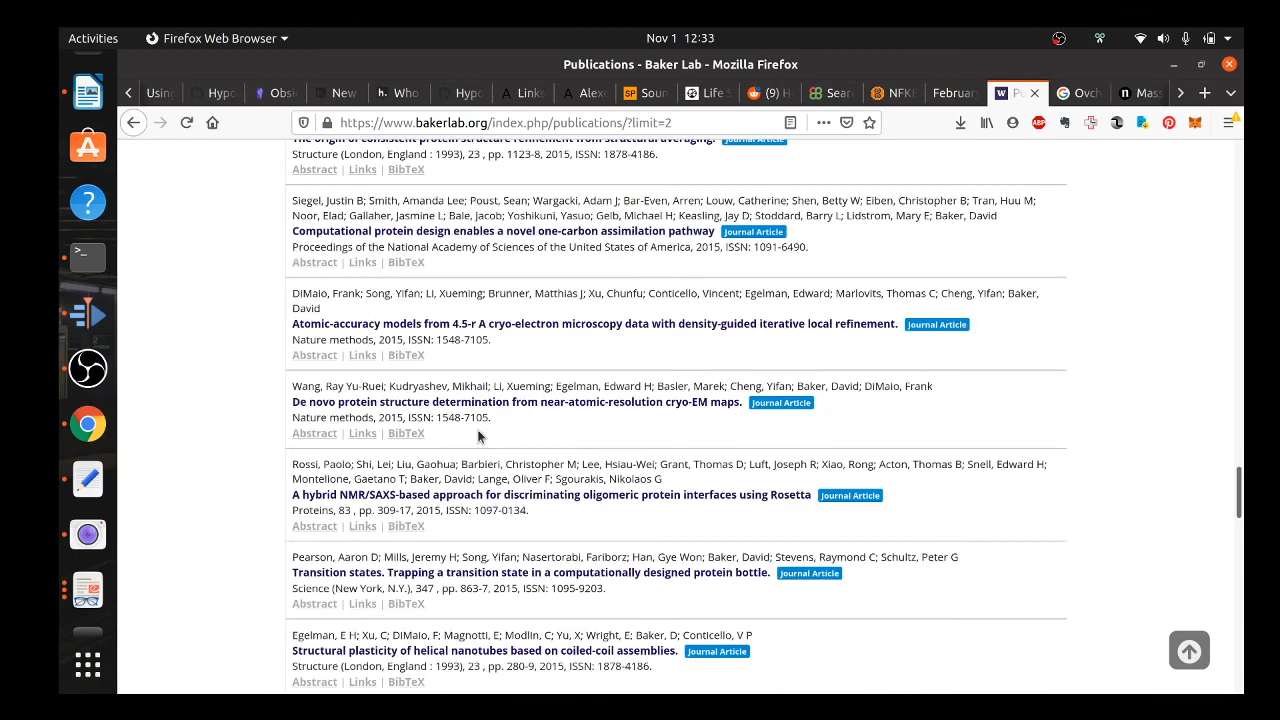 Activities
Firefox Web Browser
Nov 1 12:33
Publications - Baker Lab - Mozilla Firefox
Usin
Hypo
Obsi
New
h. Who
Hypo
Links
Alex
SP Soun
Life
(9)
Sear
NFKE
Februar
Ovch
Mass
https://www.bakerlab.org/index.php/publications/?limit=2
ABP
Journal Article
Structure (London, England : 1993), 23 , pp. 1123-8, 2015, ISSN: 1878-4186.
Abstract | Links | BibTeX
Siegel, Justin B; Smith, Amanda Lee; Poust, Sean; Wargacki, Adam J; Bar-Even, Arren; Louw, Catherine; Shen, Betty W; Eiben, Christopher B; Tran, Huu M;
Noor, Elad; Gallaher, Jasmine L; Bale, Jacob; Yoshikuni, Yasuo; Gelb, Michael H; Keasling, Jay D; Stoddard, Barry L; Lidstrom, Mary E; Baker, David
Computational protein design enables a novel one-carbon assimilation pathway Journal Article
Proceedings of the National Academy of Sciences of the United States of America, 2015, ISSN: 1091-6490.
Abstract | Links | BibTeX
DiMaio, Frank; Song, Yifan; Li, Xueming; Brunner, Matthias J; Xu, Chunfu; Conticello, Vincent; Egelman, Edward; Marlovits, Thomas C; Cheng, Yifan; Baker,
David
Atomic-accuracy models from 4.5-r A cryo-electron microscopy data with density-guided iterative local refinement. Journal Article
Nature methods, 2015, ISSN: 1548-7105.
Abstract | Links | BibTeX
Wang, Ray Yu-Ruei; Kudryashev, Mikhail; Li, Xueming; Egelman, Edward H; Basler, Marek; Cheng, Yifan; Baker, David; DiMaio, Frank
De novo protein structure determination from near-atomic-resolution cryo-EM maps. Journal Article
Nature methods, 2015, ISSN: 1548-7105.
Abstract | Links | BibTeX
Rossi, Paolo; Shi, Lei; Liu, Gaohua; Barbieri, Christopher M; Lee, Hsiau-Wei; Grant, Thomas D; Luft, Joseph R; Xiao, Rong; Acton, Thomas B; Snell, Edward H;
Montelione, Gaetano T; Baker, David; Lange, Oliver F; Sgourakis, Nikolaos G
A hybrid NMR/SAXS-based approach for discriminating oligomeric protein interfaces using Rosetta Journal Article
Proteins, 83 , pp. 309-17, 2015, ISSN: 1097-0134.
Abstract | Links | BibTeX
Pearson, Aaron D; Mills, Jeremy H; Song, Yifan; Nasertorabi, Fariborz; Han, Gye Won; Baker, David; Stevens, Raymond C; Schultz, Peter G
Transition states. Trapping a transition state in a computationally designed protein bottle. Journal Article
Science (New York, N.Y.), 347 , pp. 863-7, 2015, ISSN: 1095-9203.
Abstract | Links | BibTeX
Egelman, E H; Xu, C; DiMaio, F; Magnotti, E; Modlin, C; Yu, X; Wright, E; Baker, D; Conticello, V P
Structural plasticity of helical nanotubes based on coiled-coil assemblies. Journal Article
Structure (London, England : 1993), 23 , pp. 280-9, 2015, ISSN: 1878-4186.
Abstract | Links | BibTeX